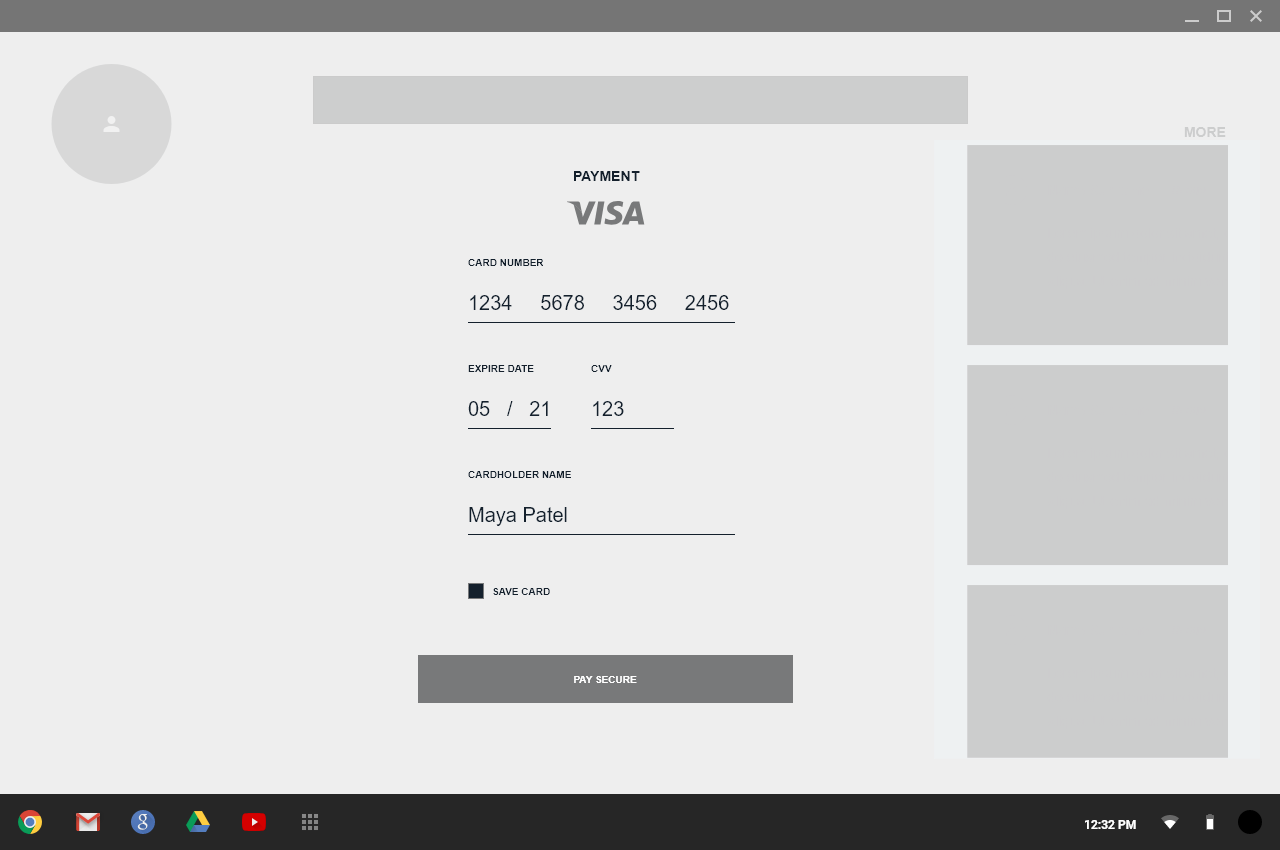 MORE
PAYMENT
VISA
CARD NUMBER
1234 5678 3456 2456
EXPIRE DATE CVV
05 / 21 123
CARDHOLDER NAME
Maya Patel
SAVE CARD
PAY SECURE
g
12:32 PM